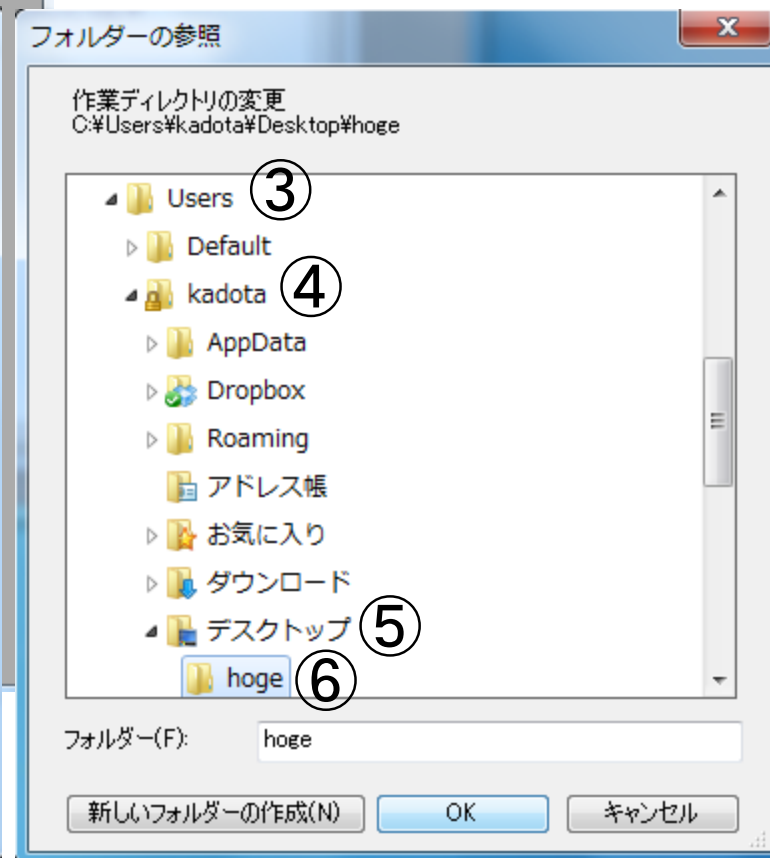 フォルダーの参照
作業ディレクトリの変更
C:¥Users¥kadota¥Desktop¥hoge
Users ③
Default
kadota ④
AppData
Dropbox
Roaming
アドレス帳
お気に入り
ダウンロード
デスクトップ ⑤
hoge ⑥
フォルダー(F): hoge
新しいフォルダーの作成(N) OK キャンセル